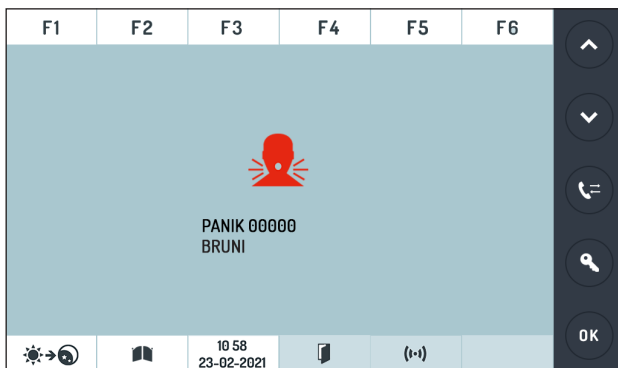 F1 F2 F3 F4 F5 F6
PANIK 00000
BRUNI
OK
10 58
23-02-2021